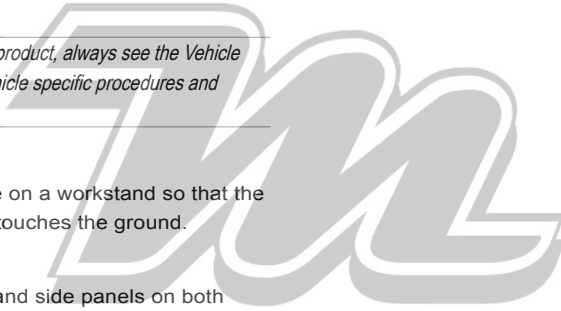 product, always see the Vehicle
hicle specific procedures and
on a workstand so that the
touches the ground.
and side panels on both